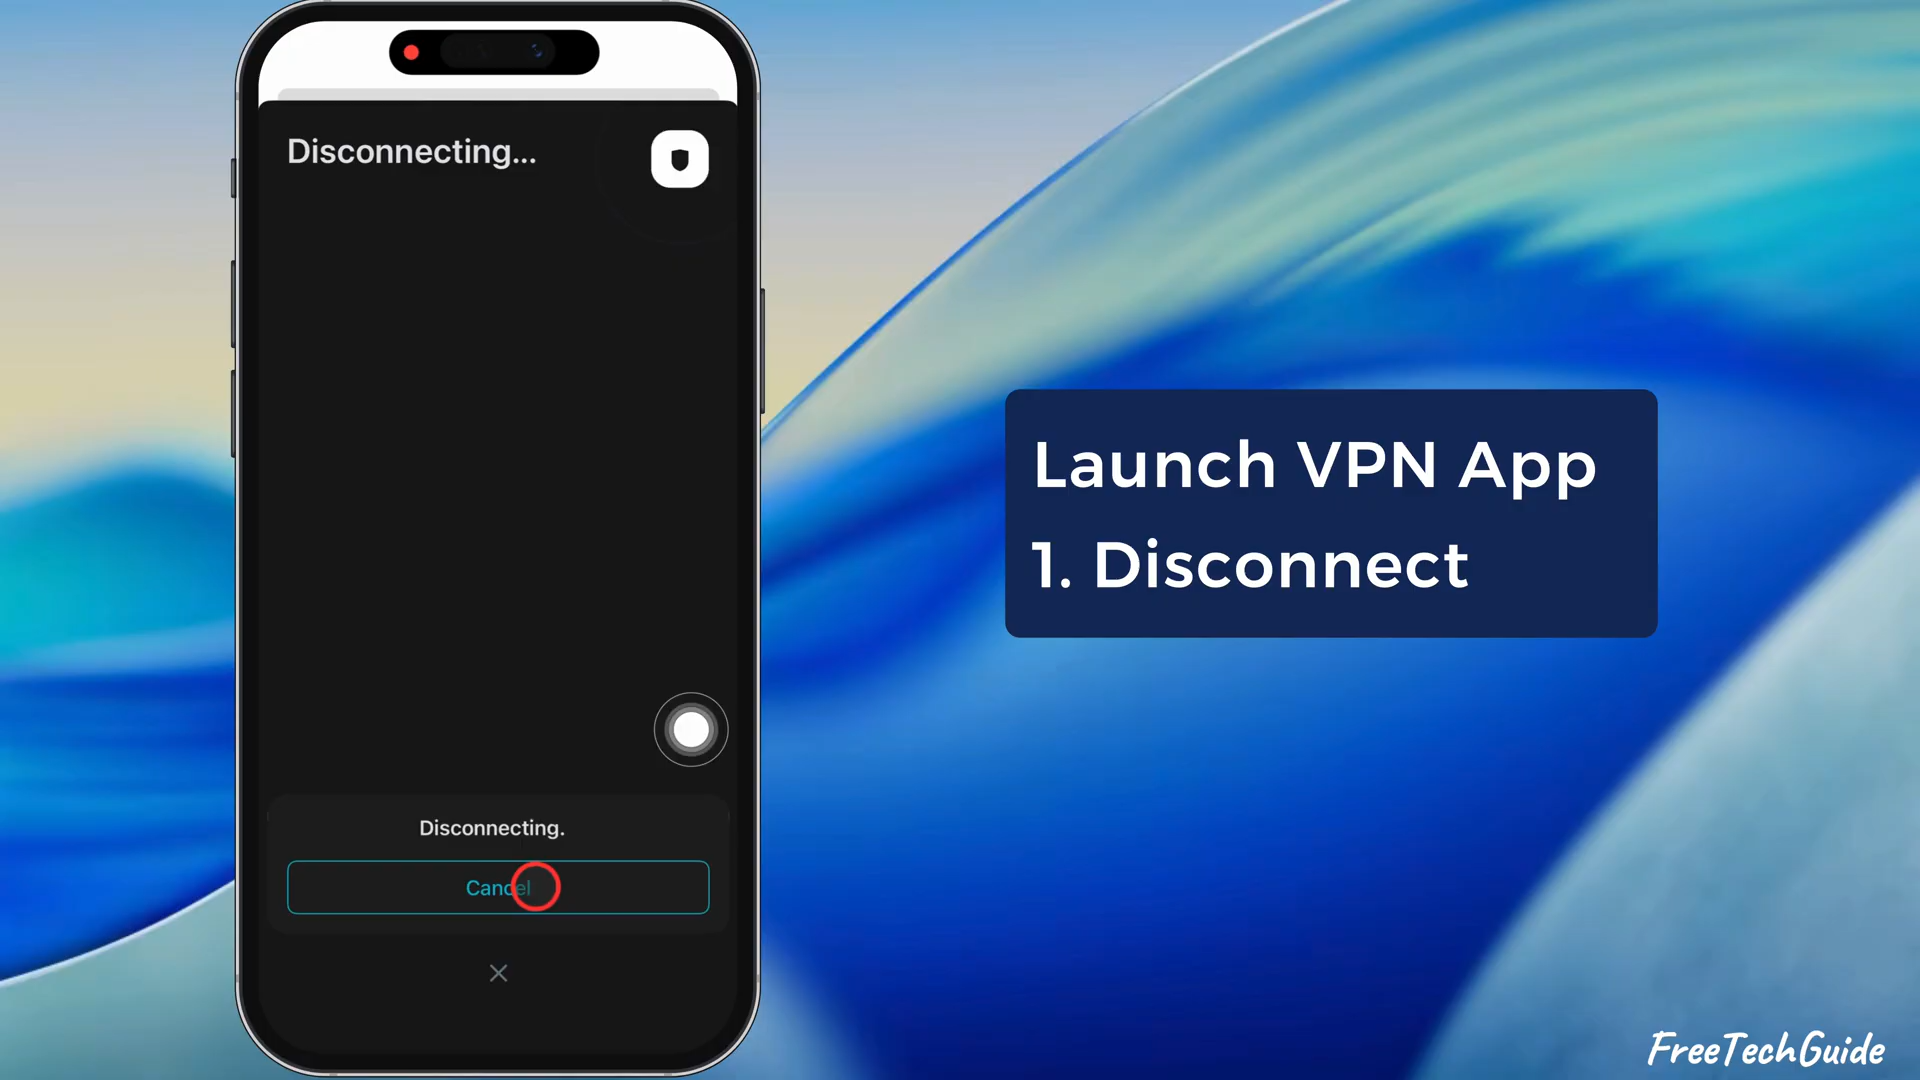 Disconnecting...
Launch VPN App
1. Disconnect
Disconnecting.
Cancel
FreeTechGuide